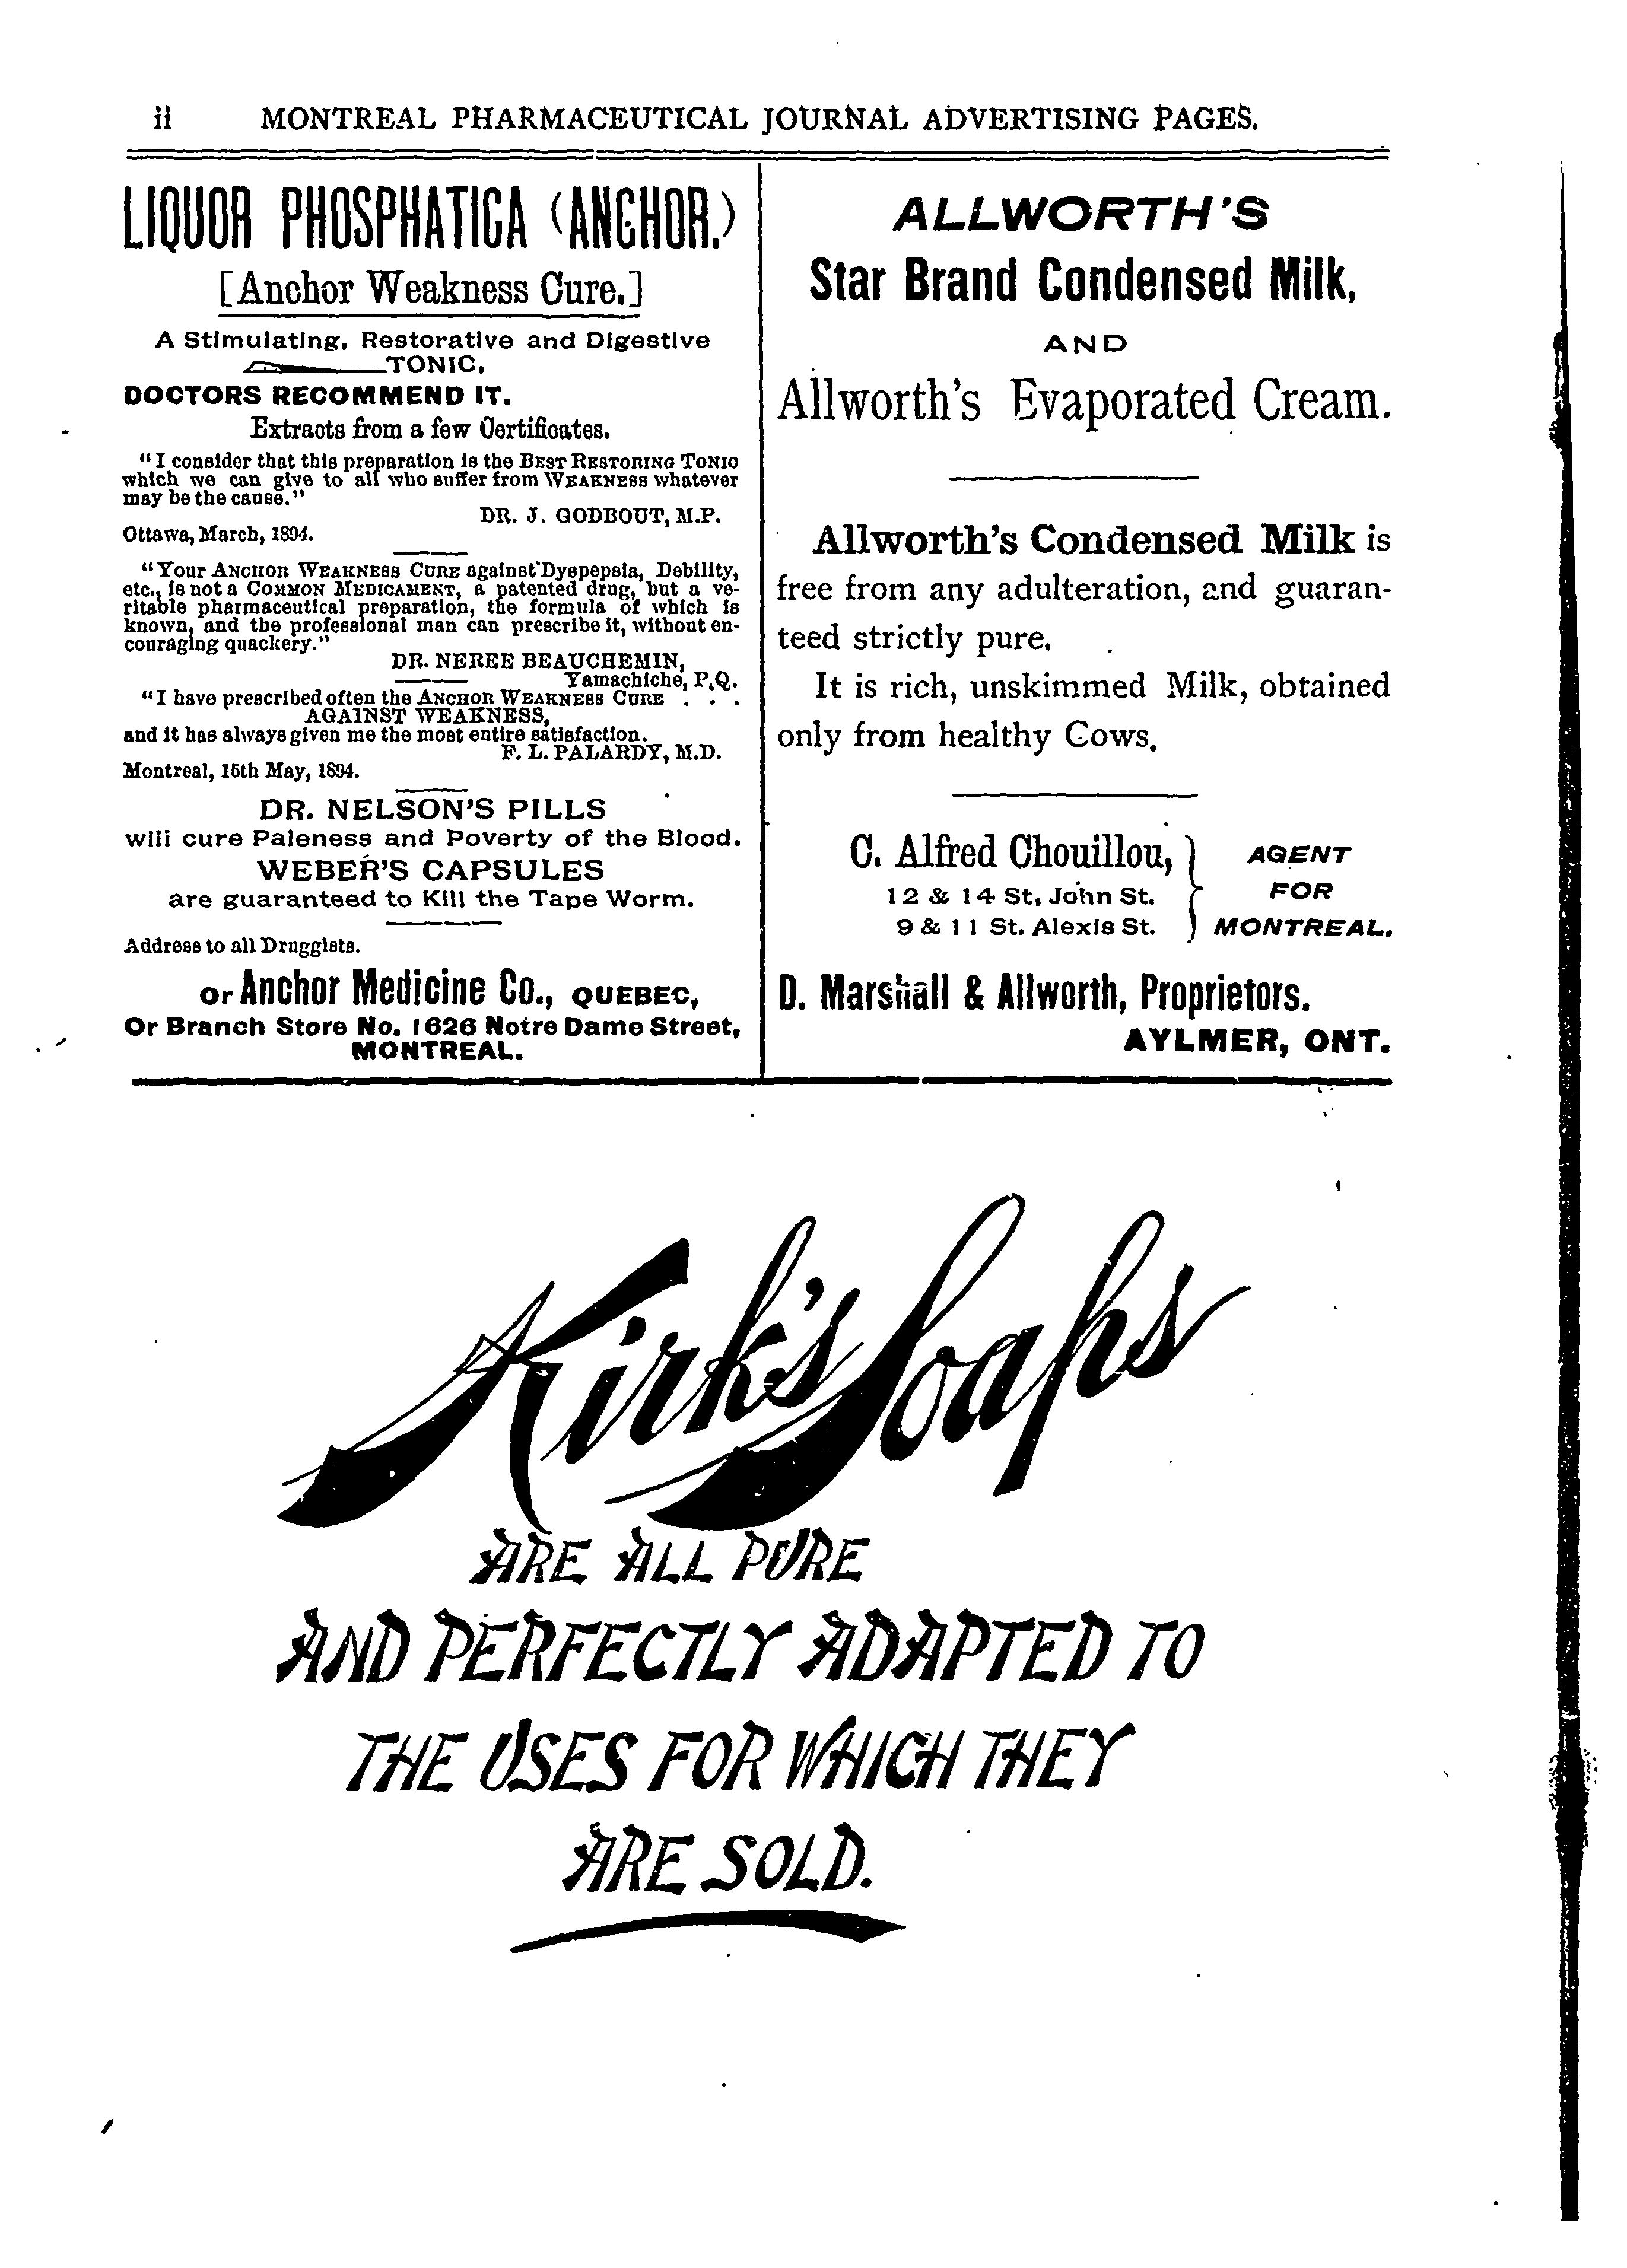 ii MONTREAL PHARMACEUTICAL JOURNAL ADVERTISING PAGES.
LIQUOR PHOSPHATICA (ANCHOR.)
[Anchor Weakness Cure.]
A Stimulating, Restorative and Digestive
TONIC.
DOCTORS RECOMMEND IT.
Extracts from a few Certificates.
"I consider that this preparation is the BEST RESTORING TONIC
which we can give to all who suffer from WEAKNESS whatever
may be the cause."
DR. J. GODBOUT, M.P.
Ottawa, March, 1894.
"Your ANCHOR WEAKNESS CURE against Dyspepsia, Debility,
etc., is not a COMMON MEDICAMENT, a patented drug, but a ve-
ritable pharmaceutical preparation, the formula of which is
known, and the professional man can prescribe it, without en-
couraging quackery."
DR. NEREE BEAUCHEMIN,
Yamachiche, P.Q.
"I have prescribed often the ANCHOR WEAKNESS CURE . . .
AGAINST WEAKNESS,
and it has always given me the most entire satisfaction.
F. L. PALARDY, M.D.
Montreal, 15th May, 1894.
DR. NELSON'S PILLS
will cure Paleness and Poverty of the Blood.
WEBER'S CAPSULES
are guaranteed to Kill the Tape Worm.
Address to all Druggists.
or Anchor Medicine Co., QUEBEC,
Or Branch Store No. 1626 Notre Dame Street,
MONTREAL.
ALLWORTH'S
Star Brand Condensed Milk,
AND
Allworth's Evaporated Cream.
Allworth's Condensed Milk is
free from any adulteration, and guaran-
teed strictly pure.
It is rich, unskimmed Milk, obtained
only from healthy Cows.
C. Alfred Chouillou, } AGENT
12 & 14 St. John St. FOR
9 & 11 St. Alexis St. MONTREAL.
D. Marshall & Allworth, Proprietors.
AYLMER, ONT.
Kirk's Soaps
ARE ALL PURE
AND PERFECTLY ADAPTED TO
THE USES FOR WHICH THEY
ARE SOLD.